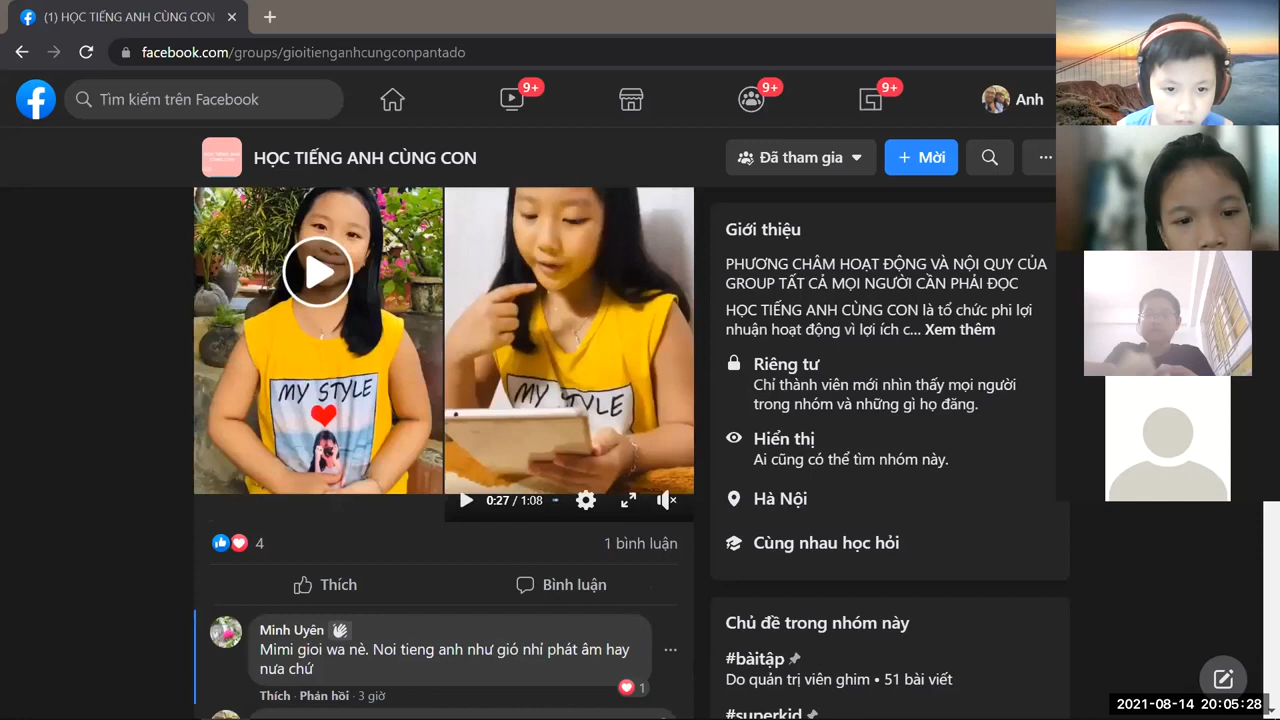 (1) HỌC TIẾNG ANH CÙNG CON
facebook.com/groups/gioitienganhcungconpantado
Tìm kiếm trên Facebook
9+
9+
9+
Anh
HỌC TIẾNG ANH CÙNG CON
Đã tham gia
+ Mời
MY STYLE
MY STYLE
0:27 / 1:08
4
1 bình luận
Thích
Bình luận
Minh Uyên
Mimi gioi wa nè. Noi tieng anh như gió nhỉ phát âm hay
nưa chứ
1
Thích · Phản hồi · 3 giờ
Giới thiệu
PHƯƠNG CHÂM HOẠT ĐỘNG VÀ NỘI QUY CỦA
GROUP TẤT CẢ MỌI NGƯỜI CẦN PHẢI ĐỌC
HỌC TIẾNG ANH CÙNG CON là tổ chức phi lợi
nhuận hoạt động vì lợi ích c... Xem thêm
Riêng tư
Chỉ thành viên mới nhìn thấy mọi người
trong nhóm và những gì họ đăng.
Hiển thị
Ai cũng có thể tìm nhóm này.
Hà Nội
Cùng nhau học hỏi
Chủ đề trong nhóm này
#bàitập
Do quản trị viên ghim • 51 bài viết
#superkid
2021-08-14 20:05:28